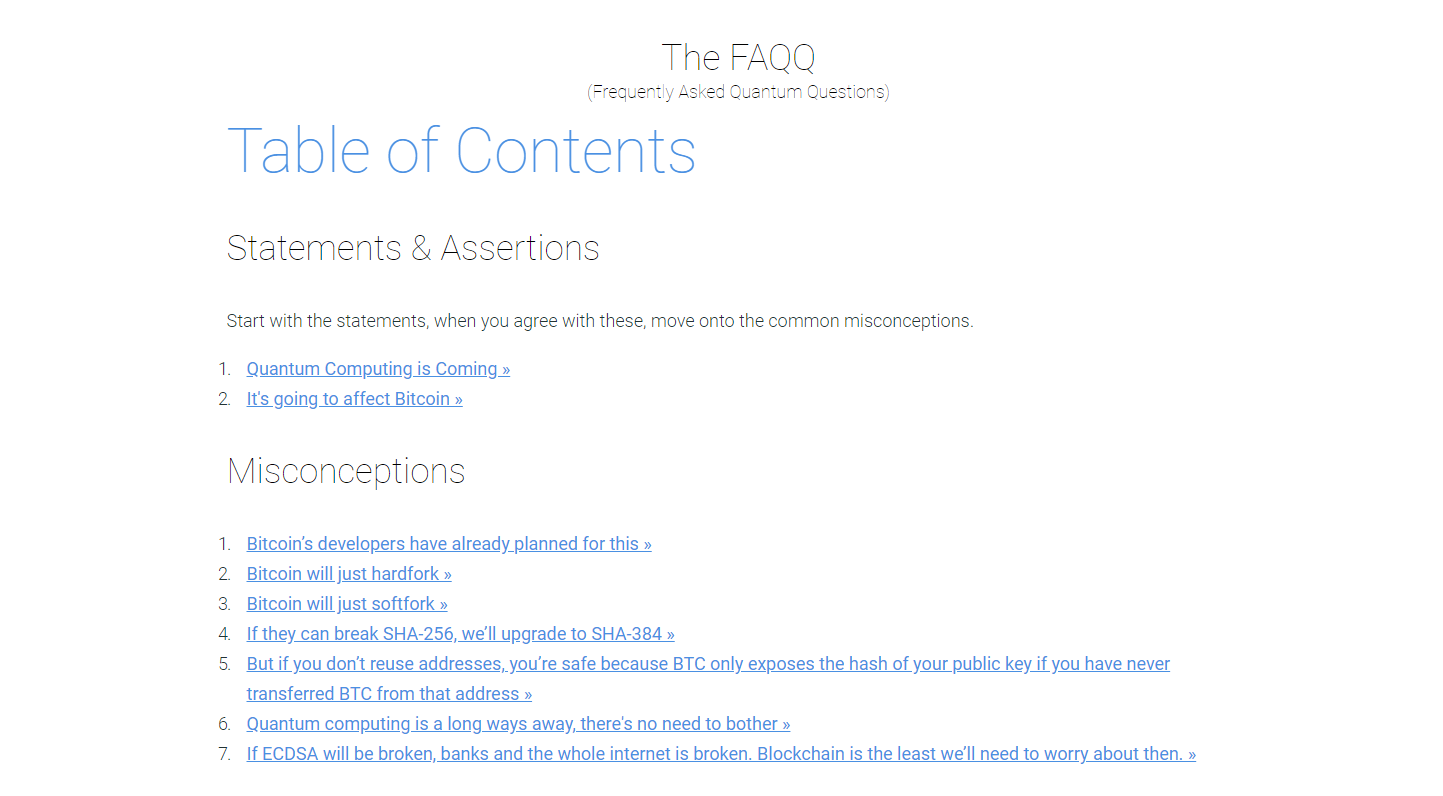 The FAQQ
(Frequently Asked Quantum Questions)
Table of Contents
Statements & Assertions
Start with the statements, when you agree with these, move onto the common misconceptions.
1. Quantum Computing is Coming »
2. It's going to affect Bitcoin »
Misconceptions
1. Bitcoin’s developers have already planned for this »
2. Bitcoin will just hardfork »
3. Bitcoin will just softfork »
4. If they can break SHA-256, we’ll upgrade to SHA-384 »
5. But if you don’t reuse addresses, you’re safe because BTC only exposes the hash of your public key if you have never
transferred BTC from that address »
6. Quantum computing is a long ways away, there's no need to bother »
7. If ECDSA will be broken, banks and the whole internet is broken. Blockchain is the least we’ll need to worry about then. »